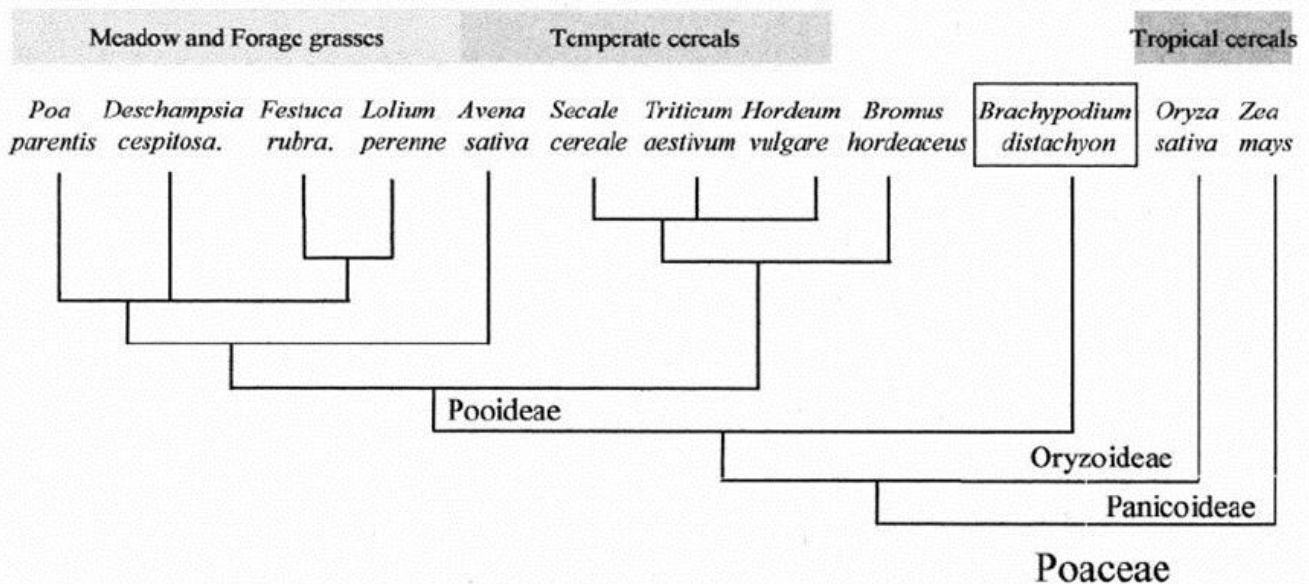 Meadow and Forage grasses Temperate cereals Tropical cereals
Poa Deschampsia Festuca Lolium Avena Secale Triticum Hordeum Bromus Brachypodium Oryza Zea
parentis cespitosa. rubra. perenne sativa cereale aestivum vulgare hordeaceus distachyon sativa mays
Pooideae
Oryzoideae
Panicoideae
Poaceae